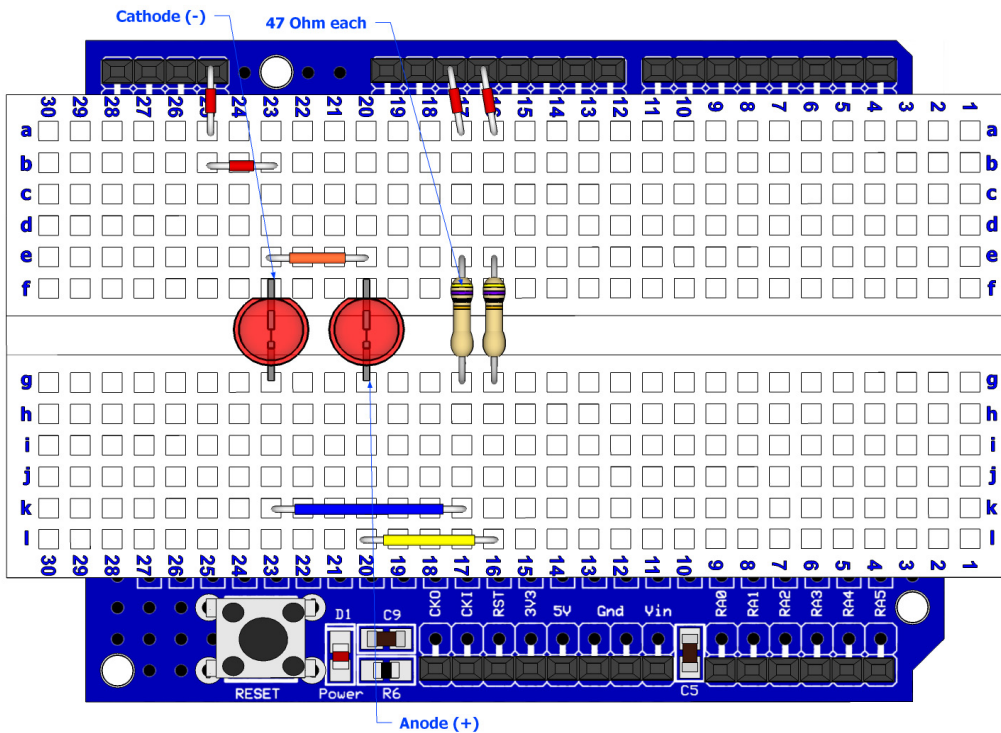 Cathode (-)
47 Ohm each
30 29 28 27 26 25 24 23 22 21 20 19 18 17 16 15 14 13 12 11 10 9 8 7 6 5 4 3 2 1
a a
b b
c c
d d
e e
f f
g g
h h
i i
j j
k k
l l
30 29 28 27 26 25 24 23 22 21 20 19 18 17 16 15 14 13 12 11 10 9 8 7 6 5 4 3 2 1
CKO CKI RST 3V3 5V Gnd Vin RA0 RA1 RA2 RA3 RA4 RA5
D1 C9
RESET Power R6 C5
Anode (+)